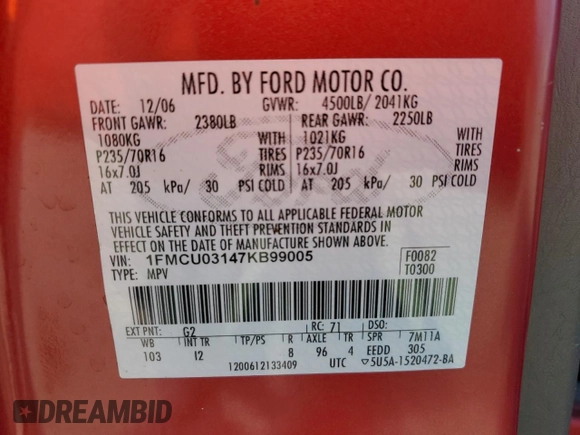 MFD. BY FORD MOTOR CO.
DATE: 12/06 GVWR: 4500LB/ 2041KG
FRONT GAWR: 2380LB REAR GAWR: 2250LB
1080KG WITH 1021KG WITH
P235/70R16 TIRES P235/70R16 TIRES
16x7.0J RIMS 16x7.0J RIMS
AT 205 kPa/ 30 PSI COLD AT 205 kPa/ 30 PSI COLD
THIS VEHICLE CONFORMS TO ALL APPLICABLE FEDERAL MOTOR
VEHICLE SAFETY AND THEFT PREVENTION STANDARDS IN
EFFECT ON THE DATE OF MANUFACTURE SHOWN ABOVE.
VIN: 1FMCU03147KB99005 F0082
TYPE: MPV T0300
EXT PNT: G2 RC: 71 DSO:
WB INT TR TP/PS R AXLE TR SPR 7M11A
103 I2 8 96 4 EEDD 305
1200612133409 UTC ▽5U5A-1520472-BA
DREAMBID